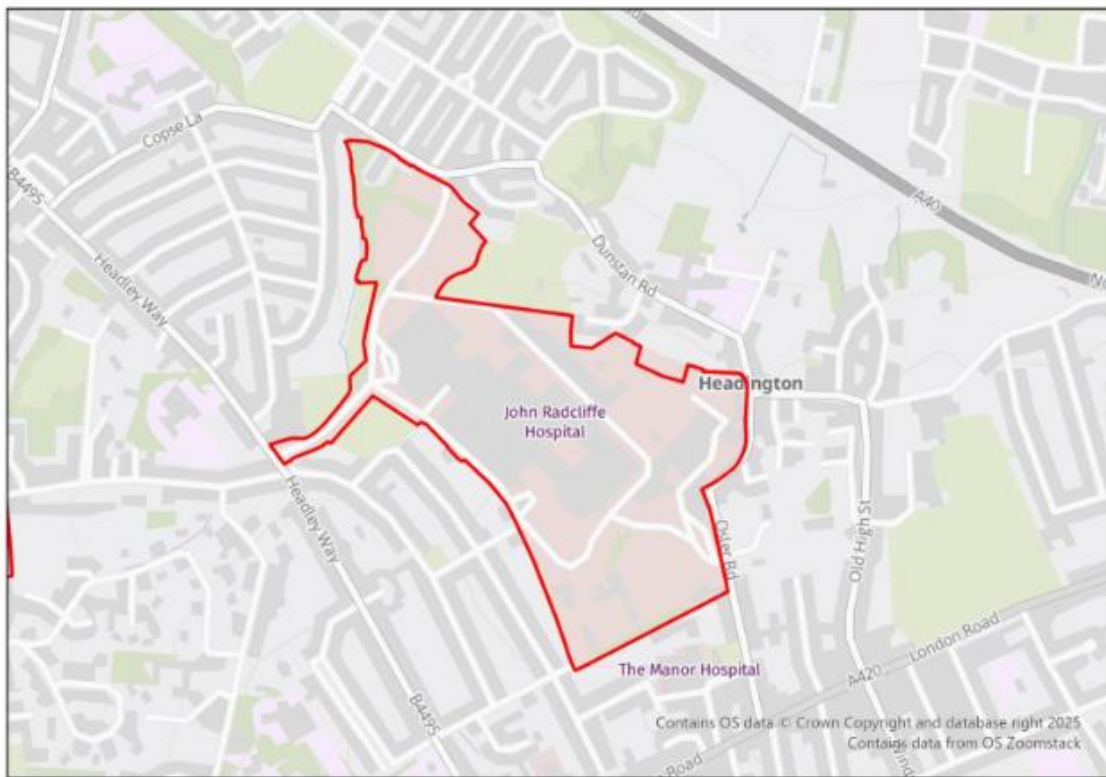 Copse La
B4495
Headley Way
A40
Dunstan Rd
Headington
John Radcliffe
Hospital
Headley Way
Osler Rd
Old High St
London Road
The Manor Hospital
A420
B4495
Contains OS data © Crown Copyright and database right 2025
Contains data from OS Zoomstack
Road